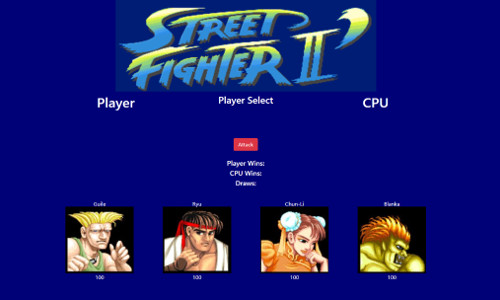 STREET
FIGHTER II'
Player
Player Select
CPU
Attack
Player Wins:
CPU Wins:
Draws:
Guile
Ryu
Chun-Li
Blanka
100
100
100
100